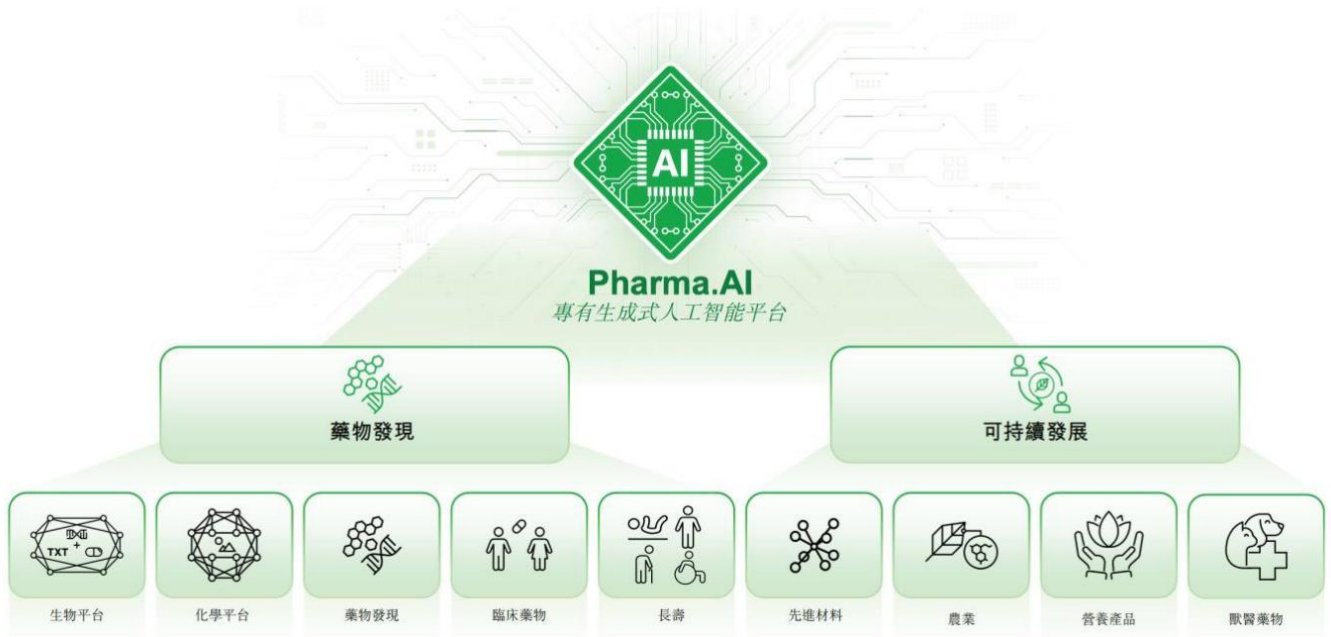 AI
Pharma.AI
專有生成式人工智能平台
藥物發現
可持續發展
TXT
+
生物平台
化學平台
藥物發現
臨床藥物
長壽
先進材料
農業
營養產品
獸醫藥物